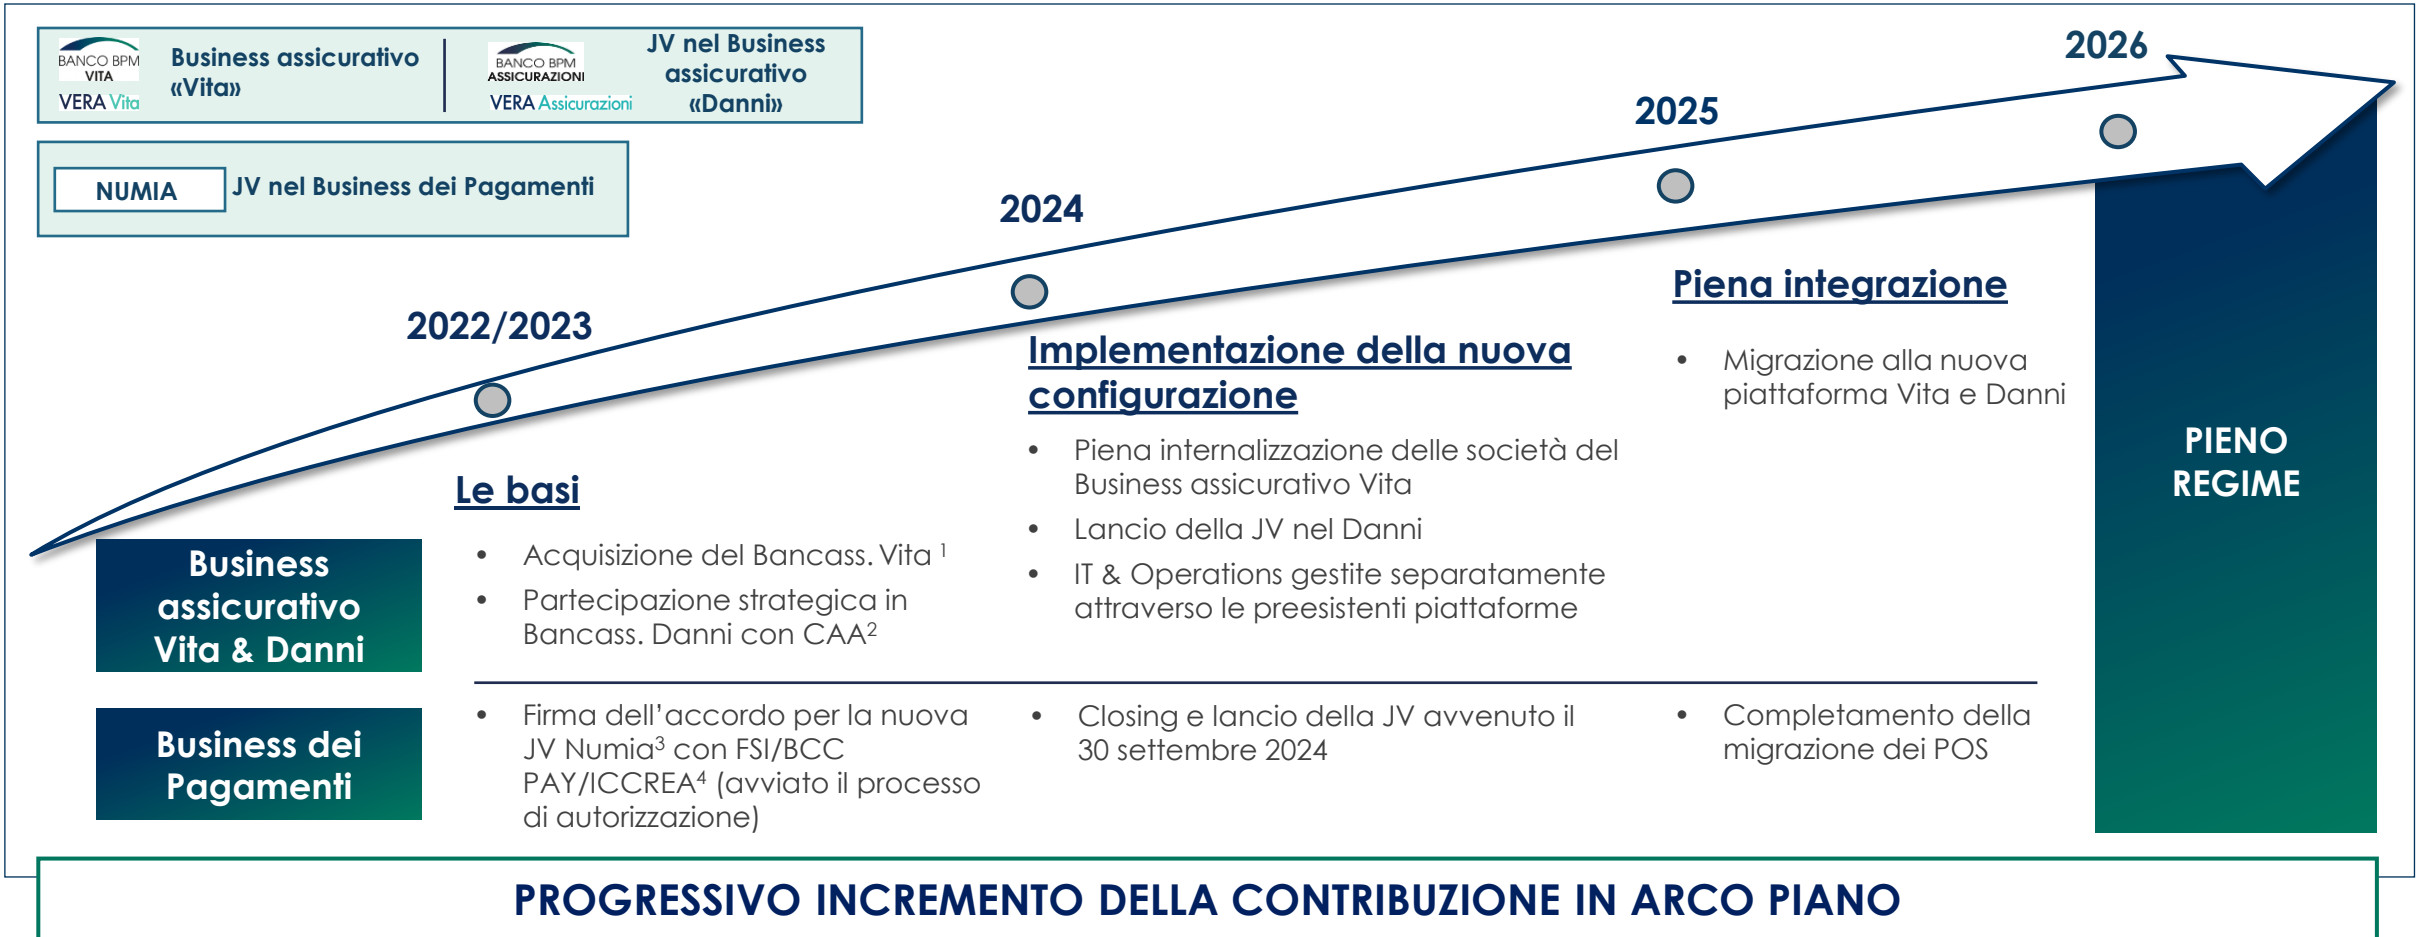 BANCO BPM
VITA
VERA Vita
Business assicurativo
«Vita»
BANCO BPM
ASSICURAZIONI
VERA Assicurazioni
JV nel Business
assicurativo
«Danni»
NUMIA
JV nel Business dei Pagamenti
2022/2023
2024
2025
2026
Le basi
Implementazione della nuova
configurazione
Piena integrazione
Business
assicurativo
Vita & Danni
• Acquisizione del Bancass. Vita ¹
• Partecipazione strategica in
Bancass. Danni con CAA²
• Piena internalizzazione delle società del
Business assicurativo Vita
• Lancio della JV nel Danni
• IT & Operations gestite separatamente
attraverso le preesistenti piattaforme
• Migrazione alla nuova
piattaforma Vita e Danni
Business dei
Pagamenti
• Firma dell’accordo per la nuova
JV Numia³ con FSI/BCC
PAY/ICCREA⁴ (avviato il processo
di autorizzazione)
• Closing e lancio della JV avvenuto il
30 settembre 2024
• Completamento della
migrazione dei POS
PIENO
REGIME
PROGRESSIVO INCREMENTO DELLA CONTRIBUZIONE IN ARCO PIANO